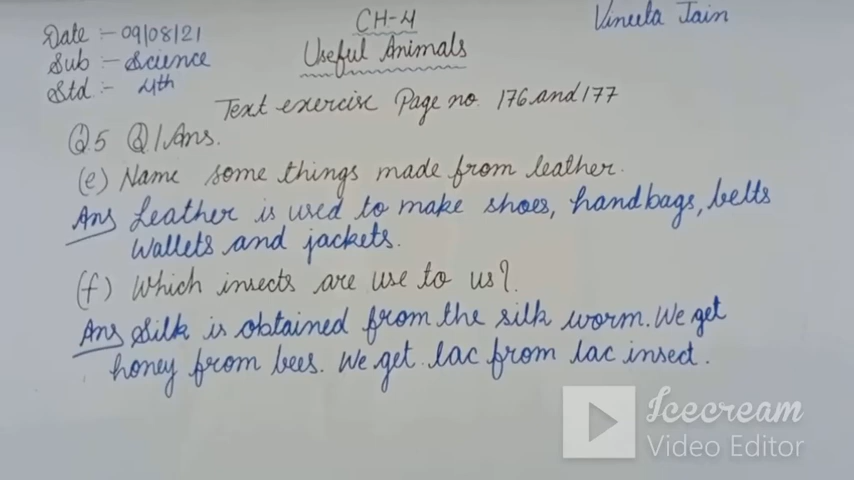 Date :- 09/08/21
CH-4
Vineeta Jain
Sub :- Science
Useful Animals
Std :- 4th
Text exercise Page no. 176 and 177
Q.5 Q1Ans.
(e) Name some things made from leather.
Ans Leather is used to make shoes, handbags, belts
Wallets and jackets.
(f) Which insects are use to us?
Ans Silk is obtained from the silk worm. We get
honey from bees. We get lac from lac insect.
Icecream
Video Editor